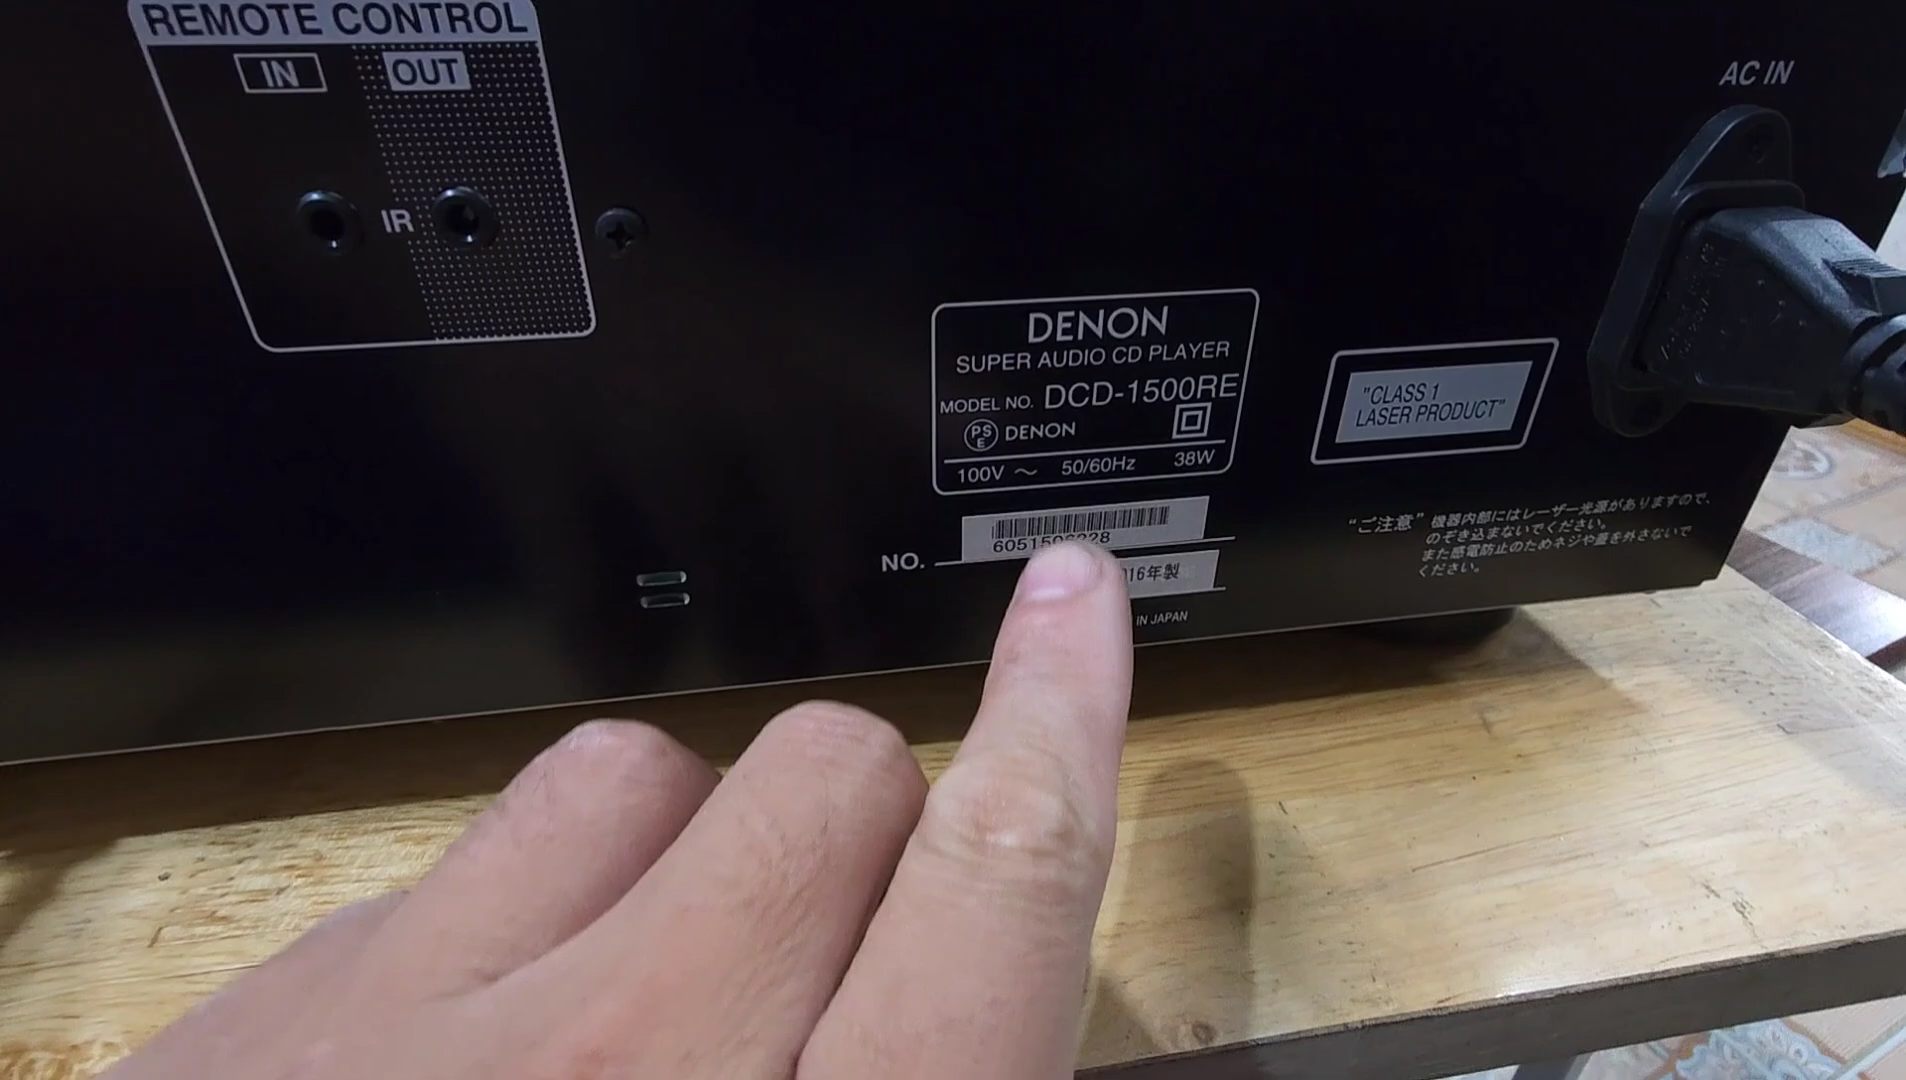 REMOTE CONTROL
IN
OUT
IR
AC IN
DENON
SUPER AUDIO CD PLAYER
MODEL NO. DCD-1500RE
PS
E
DENON
100V ～ 50/60Hz 38W
"CLASS 1
LASER PRODUCT"
NO.
16年製
IN JAPAN
“ご注意” 機器内部にはレーザー光源がありますので、
のぞき込まないでください。
また感電防止のためネジや蓋を外さないで
ください。